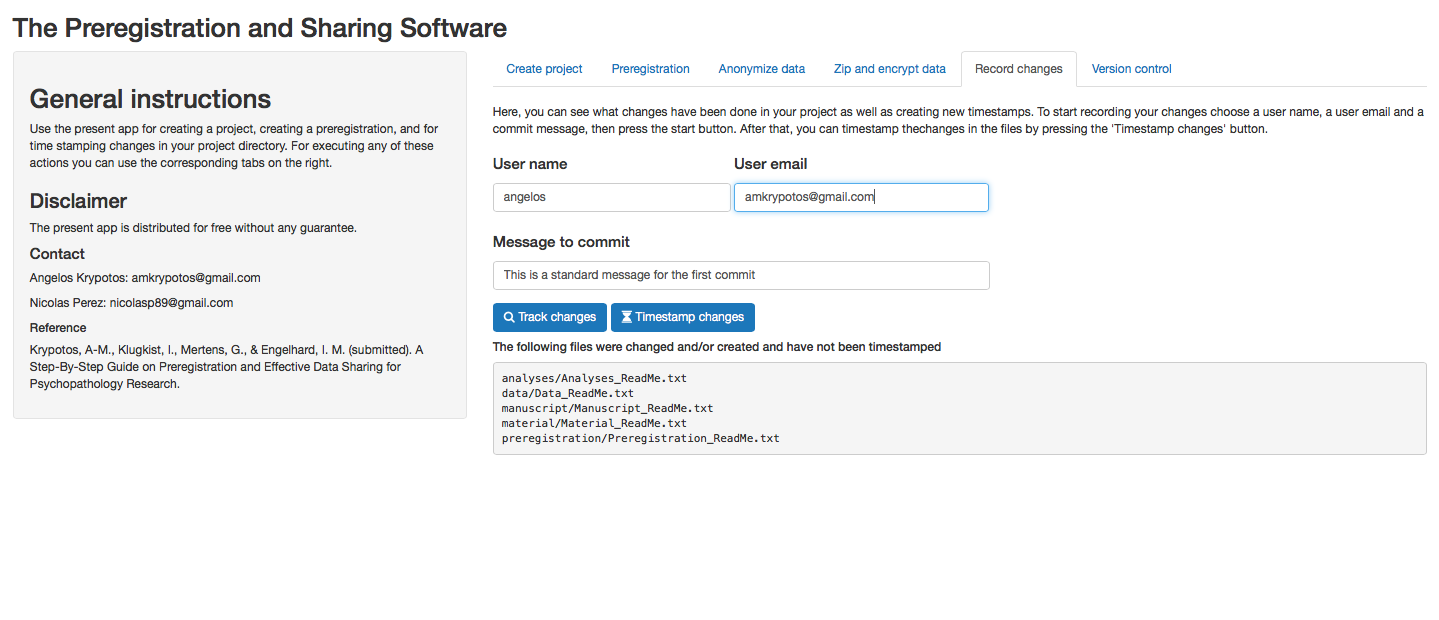 The Preregistration and Sharing Software
General instructions
Use the present app for creating a project, creating a preregistration, and for
time stamping changes in your project directory. For executing any of these
actions you can use the corresponding tabs on the right.
Disclaimer
The present app is distributed for free without any guarantee.
Contact
Angelos Krypotos: amkrypotos@gmail.com
Nicolas Perez: nicolasp89@gmail.com
Reference
Krypotos, A-M., Klugkist, I., Mertens, G., & Engelhard, I. M. (submitted). A
Step-By-Step Guide on Preregistration and Effective Data Sharing for
Psychopathology Research.
Create project Preregistration Anonymize data Zip and encrypt data Record changes Version control
Here, you can see what changes have been done in your project as well as creating new timestamps. To start recording your changes choose a user name, a user email and a
commit message, then press the start button. After that, you can timestamp thechanges in the files by pressing the 'Timestamp changes' button.
User name User email
angelos amkrypotos@gmail.com
Message to commit
This is a standard message for the first commit
Track changes Timestamp changes
The following files were changed and/or created and have not been timestamped
analyses/Analyses_ReadMe.txt
data/Data_ReadMe.txt
manuscript/Manuscript_ReadMe.txt
material/Material_ReadMe.txt
preregistration/Preregistration_ReadMe.txt